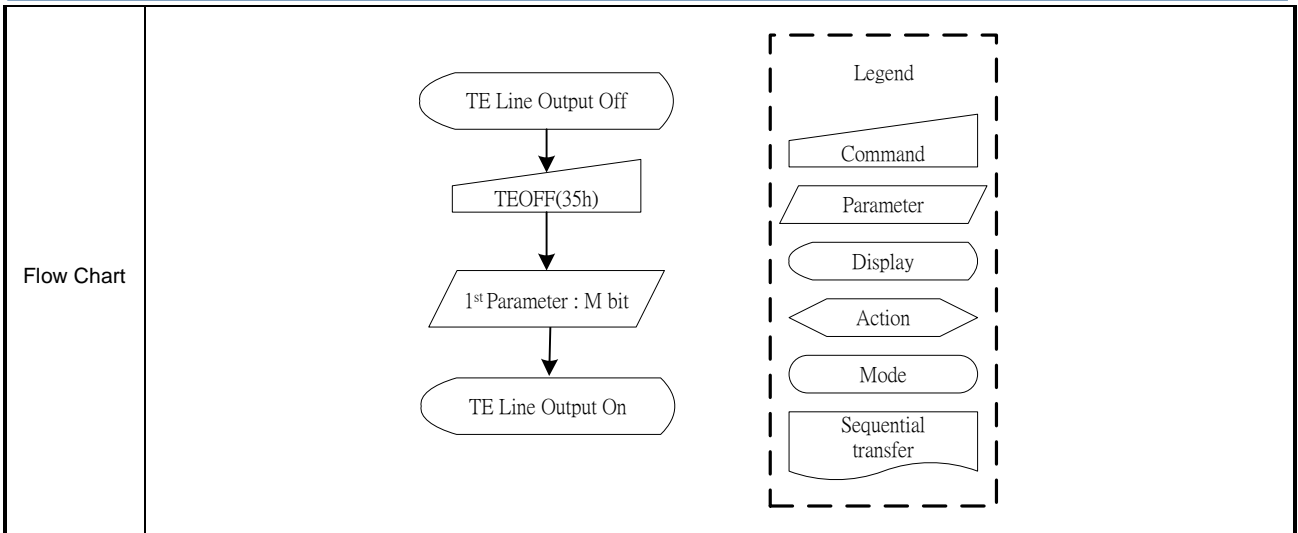 Flow Chart
TE Line Output Off
TEOFF(35h)
1st Parameter : M bit
TE Line Output On
Legend
Command
Parameter
Display
Action
Mode
Sequential
transfer